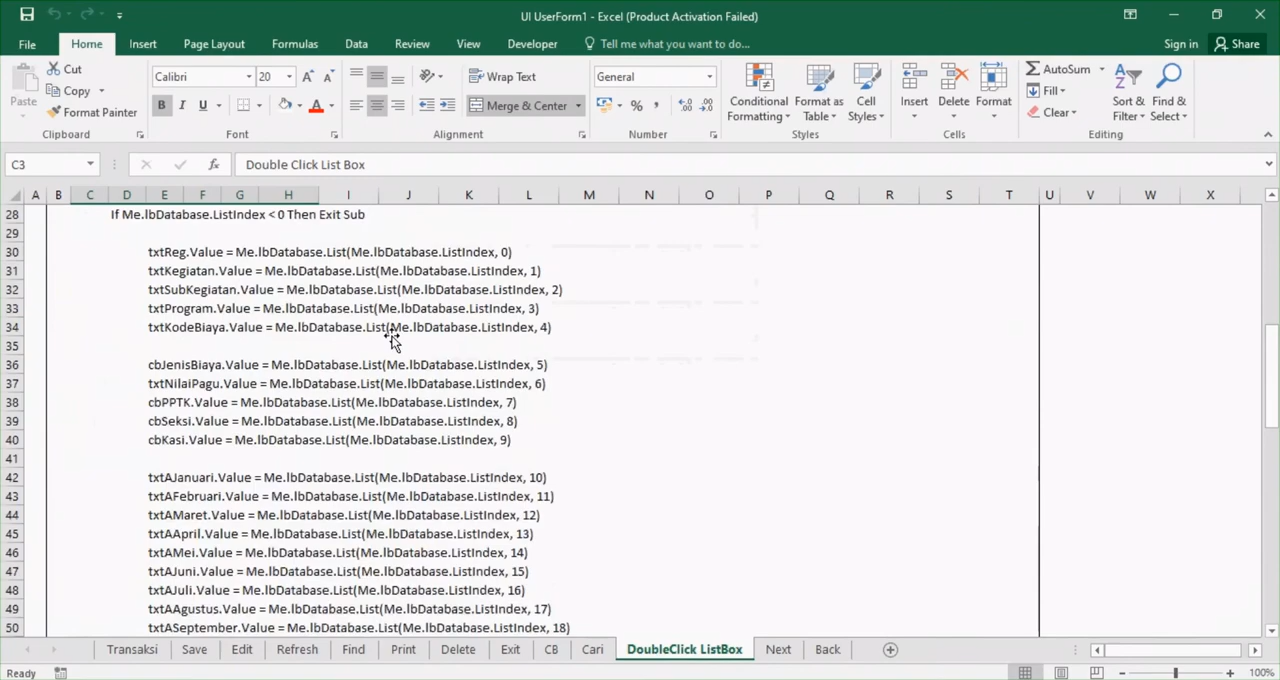 UI UserForm1 - Excel (Product Activation Failed)
File Home Insert Page Layout Formulas Data Review View Developer Tell me what you want to do... Sign in Share
Paste
Cut
Copy
Format Painter
Clipboard
Calibri 20
B I U
Font
Wrap Text
Merge & Center
Alignment
General
%
Number
Conditional Formatting
Format as Table
Cell Styles
Styles
Insert
Delete
Format
Cells
AutoSum
Fill
Clear
Sort & Filter
Find & Select
Editing
C3 fx Double Click List Box
A B C D E F G H I J K L M N O P Q R S T U V W X
28 If Me.lbDatabase.ListIndex < 0 Then Exit Sub
29
30 txtReg.Value = Me.lbDatabase.List(Me.lbDatabase.ListIndex, 0)
31 txtKegiatan.Value = Me.lbDatabase.List(Me.lbDatabase.ListIndex, 1)
32 txtSubKegiatan.Value = Me.lbDatabase.List(Me.lbDatabase.ListIndex, 2)
33 txtProgram.Value = Me.lbDatabase.List(Me.lbDatabase.ListIndex, 3)
34 txtKodeBiaya.Value = Me.lbDatabase.List(Me.lbDatabase.ListIndex, 4)
35
36 cbJenisBiaya.Value = Me.lbDatabase.List(Me.lbDatabase.ListIndex, 5)
37 txtNilaiPagu.Value = Me.lbDatabase.List(Me.lbDatabase.ListIndex, 6)
38 cbPPTK.Value = Me.lbDatabase.List(Me.lbDatabase.ListIndex, 7)
39 cbSeksi.Value = Me.lbDatabase.List(Me.lbDatabase.ListIndex, 8)
40 cbKasi.Value = Me.lbDatabase.List(Me.lbDatabase.ListIndex, 9)
41
42 txtAJanuari.Value = Me.lbDatabase.List(Me.lbDatabase.ListIndex, 10)
43 txtAFebruari.Value = Me.lbDatabase.List(Me.lbDatabase.ListIndex, 11)
44 txtAMaret.Value = Me.lbDatabase.List(Me.lbDatabase.ListIndex, 12)
45 txtAApril.Value = Me.lbDatabase.List(Me.lbDatabase.ListIndex, 13)
46 txtAMei.Value = Me.lbDatabase.List(Me.lbDatabase.ListIndex, 14)
47 txtAJuni.Value = Me.lbDatabase.List(Me.lbDatabase.ListIndex, 15)
48 txtAJuli.Value = Me.lbDatabase.List(Me.lbDatabase.ListIndex, 16)
49 txtAAgustus.Value = Me.lbDatabase.List(Me.lbDatabase.ListIndex, 17)
50 txtASeptember.Value = Me.lbDatabase.List(Me.lbDatabase.ListIndex, 18)
Transaksi Save Edit Refresh Find Print Delete Exit CB Cari DoubleClick ListBox Next Back
Ready 100%